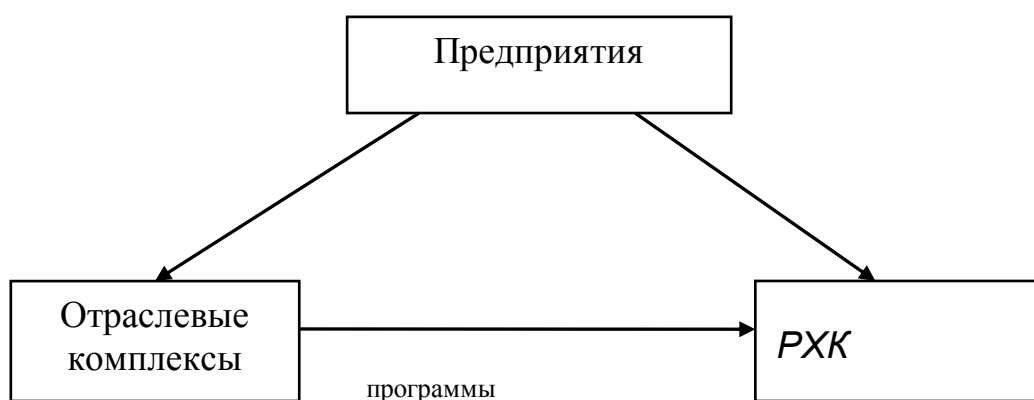 Предприятия
Отраслевые
комплексы
РХК
программы